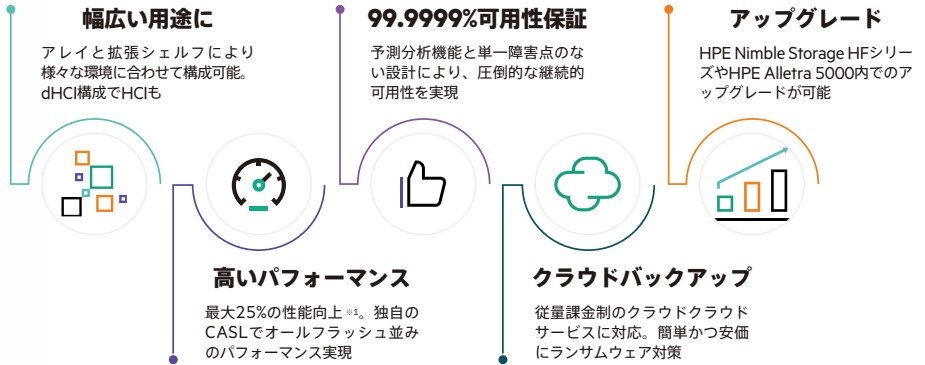 幅広い用途に
アレイと拡張シェルフにより
様々な環境に合わせて構成可能。
dHCI構成でHCIも
高いパフォーマンス
最大25%の性能向上 ※1。独自の
CASLでオールフラッシュ並み
のパフォーマンス実現
99.9999%可用性保証
予測分析機能と単一障害点のな
い設計により、圧倒的な継続的
可用性を実現
クラウドバックアップ
従量課金制のクラウドクラウド
サービスに対応。簡単かつ安価
にランサムウェア対策
アップグレード
HPE Nimble Storage HFシリー
ズやHPE Alletra 5000内でのア
ップグレードが可能